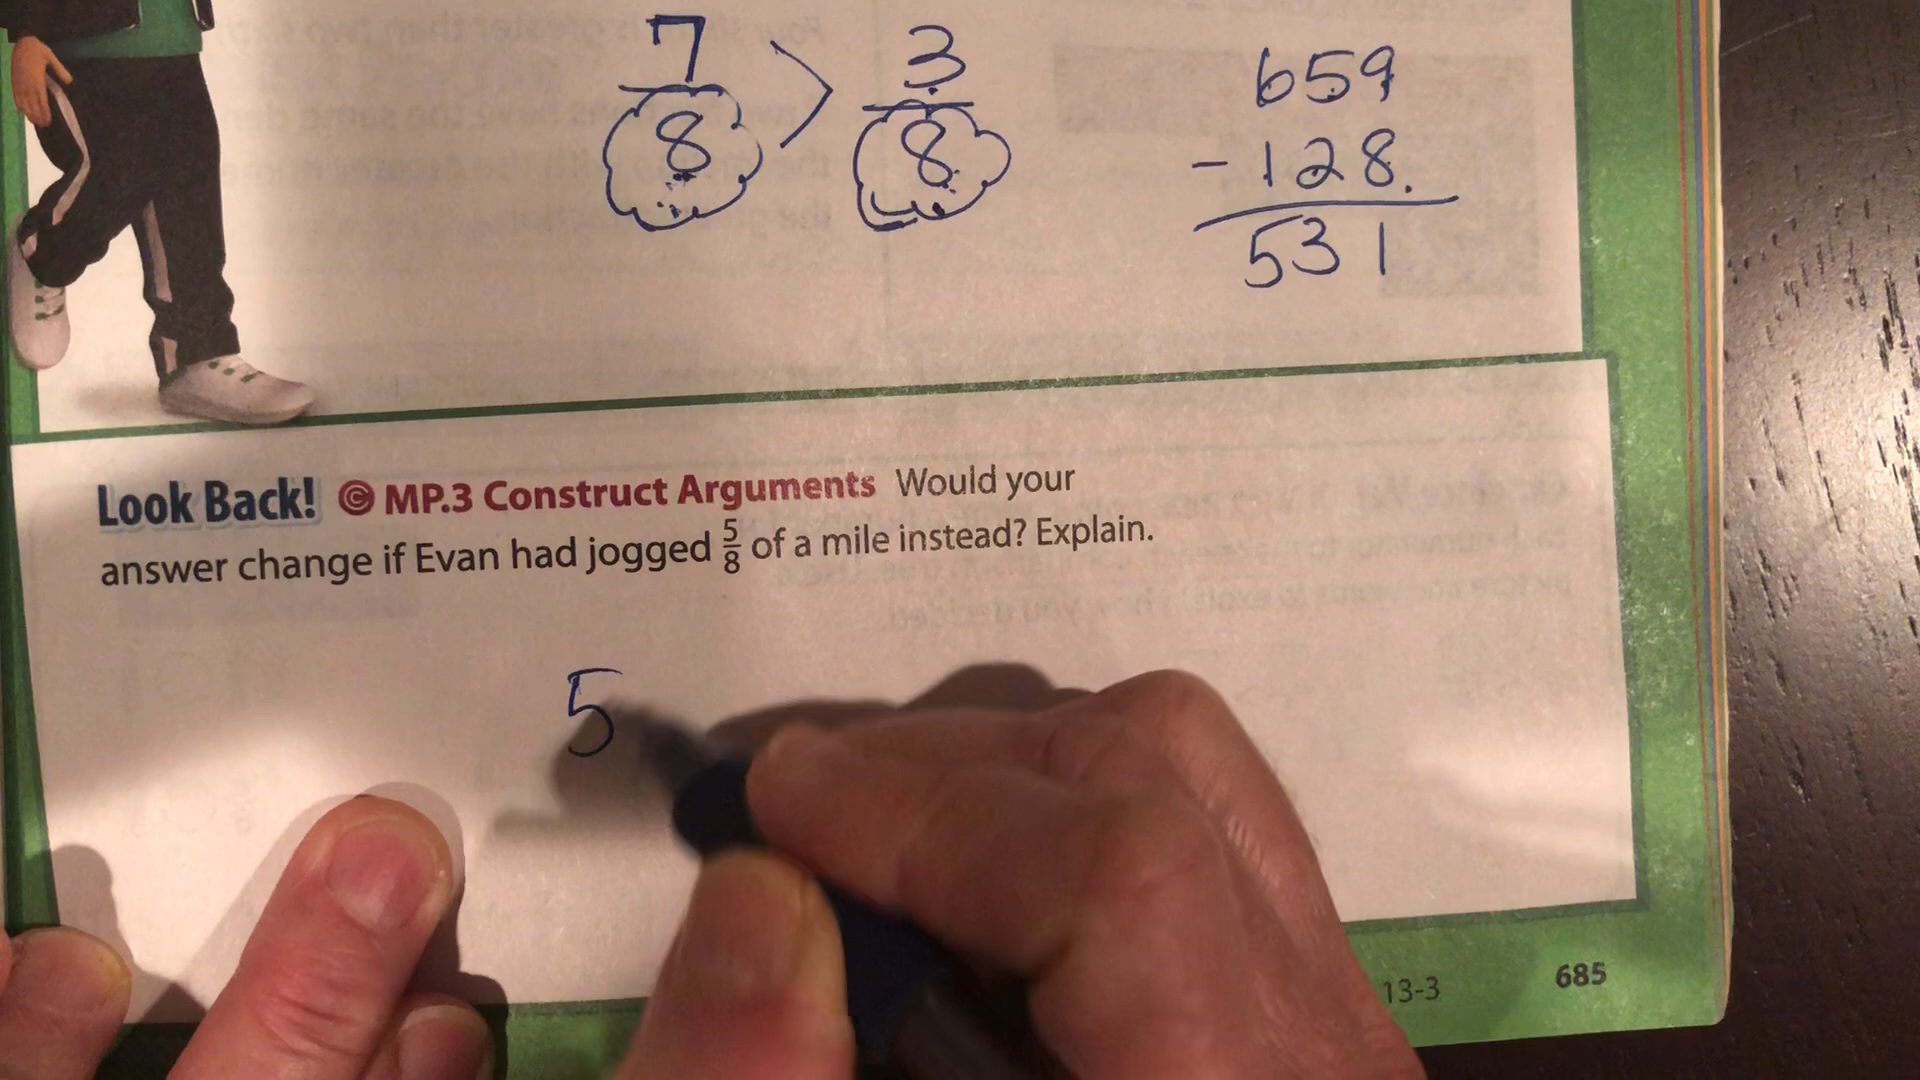 7/8 > 3/8
659
- 128.
531
Look Back! © MP.3 Construct Arguments Would your
answer change if Evan had jogged 5/8 of a mile instead? Explain.
5
13-3 685